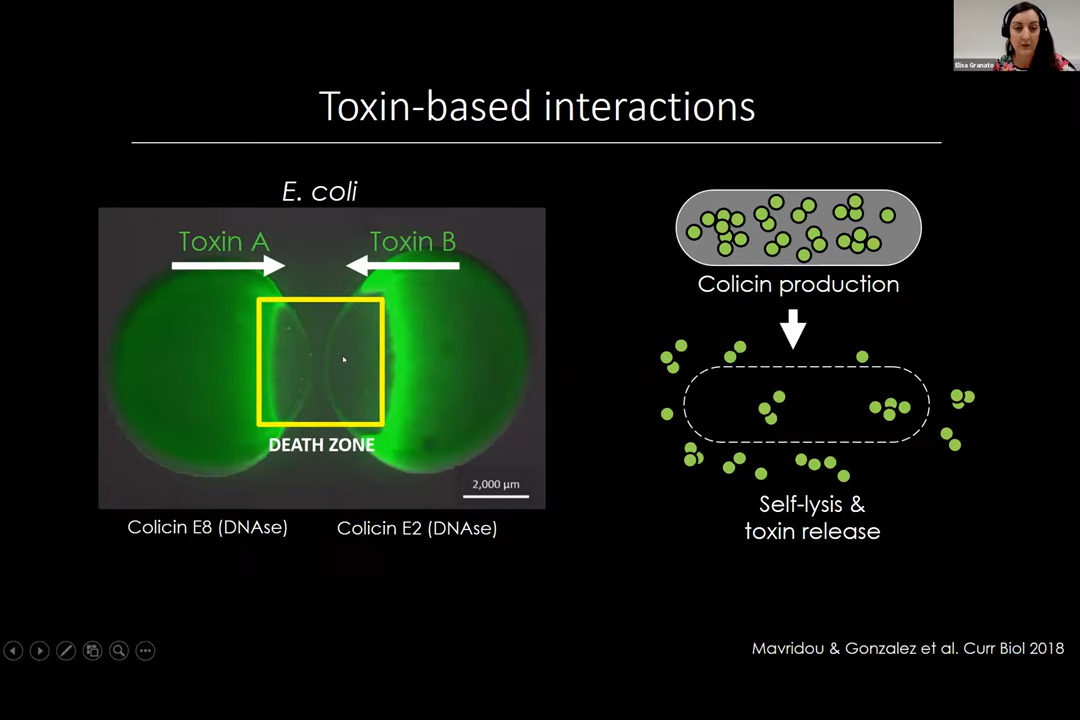 Elisa Granato
Toxin-based interactions
E. coli
Toxin A
Toxin B
DEATH ZONE
2,000 µm
Colicin E8 (DNAse)
Colicin E2 (DNAse)
Colicin production
Self-lysis &
toxin release
Mavridou & Gonzalez et al. Curr Biol 2018